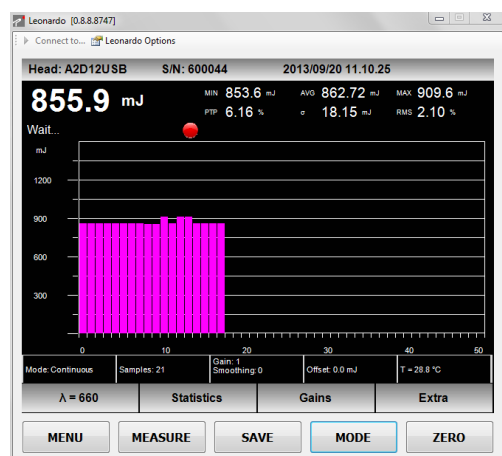 Leonardo [0.8.8.8747]
Connect to... Leonardo Options
Head: A2D12USB S/N: 600044 2013/09/20 11.10.25
855.9 mJ
MIN 853.6 mJ AVG 862.72 mJ MAX 909.6 mJ
PTP 6.16 % σ 18.15 mJ RMS 2.10 %
Wait...
mJ
1200
900
600
300
0 10 20 30 40 50
Mode: Continuous Samples: 21 Gain: 1 Offset: 0.0 mJ T = 28.8 °C
Smoothing: 0
λ = 660 Statistics Gains Extra
MENU MEASURE SAVE MODE ZERO